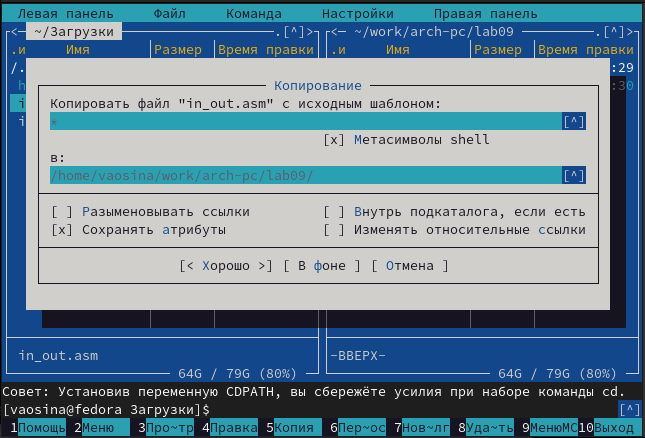 Левая панель Файл Команда Настройки Правая панель
<─ ~/Загрузки .[^]> <─ ~/work/arch-pc/lab09 .[^]>
.и Имя Размер Время правки .и Имя Размер Время правки
/. :29
:30
Копирование
Копировать файл "in_out.asm" с исходным шаблоном:
* [^]
[x] Метасимволы shell
в:
/home/vaosina/work/arch-pc/lab09/ [^]
[ ] Разыменовывать ссылки [ ] Внутрь подкаталога, если есть
[x] Сохранять атрибуты [ ] Изменять относительные ссылки
[< Хорошо >] [ В фоне ] [ Отмена ]
in_out.asm -ВВЕРХ-
64G / 79G (80%) 64G / 79G (80%)
Совет: Установив переменную CDPATH, вы сбережёте усилия при наборе команды cd.
[vaosina@fedora Загрузки]$ [^]
1Помощь 2Меню 3Про~тр 4Правка 5Копия 6Пер~ос 7Нов~лг 8Уда~ть 9МенюMC 10Выход